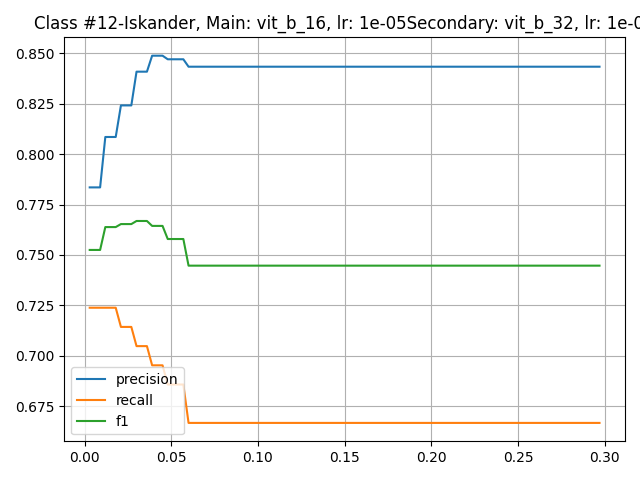 Class #12-Iskander, Main: vit_b_16, lr: 1e-05Secondary: vit_b_32, lr: 1e-0
0.850
0.825
0.800
0.775
0.750
0.725
0.700
0.675
precision
recall
f1
0.00 0.05 0.10 0.15 0.20 0.25 0.30